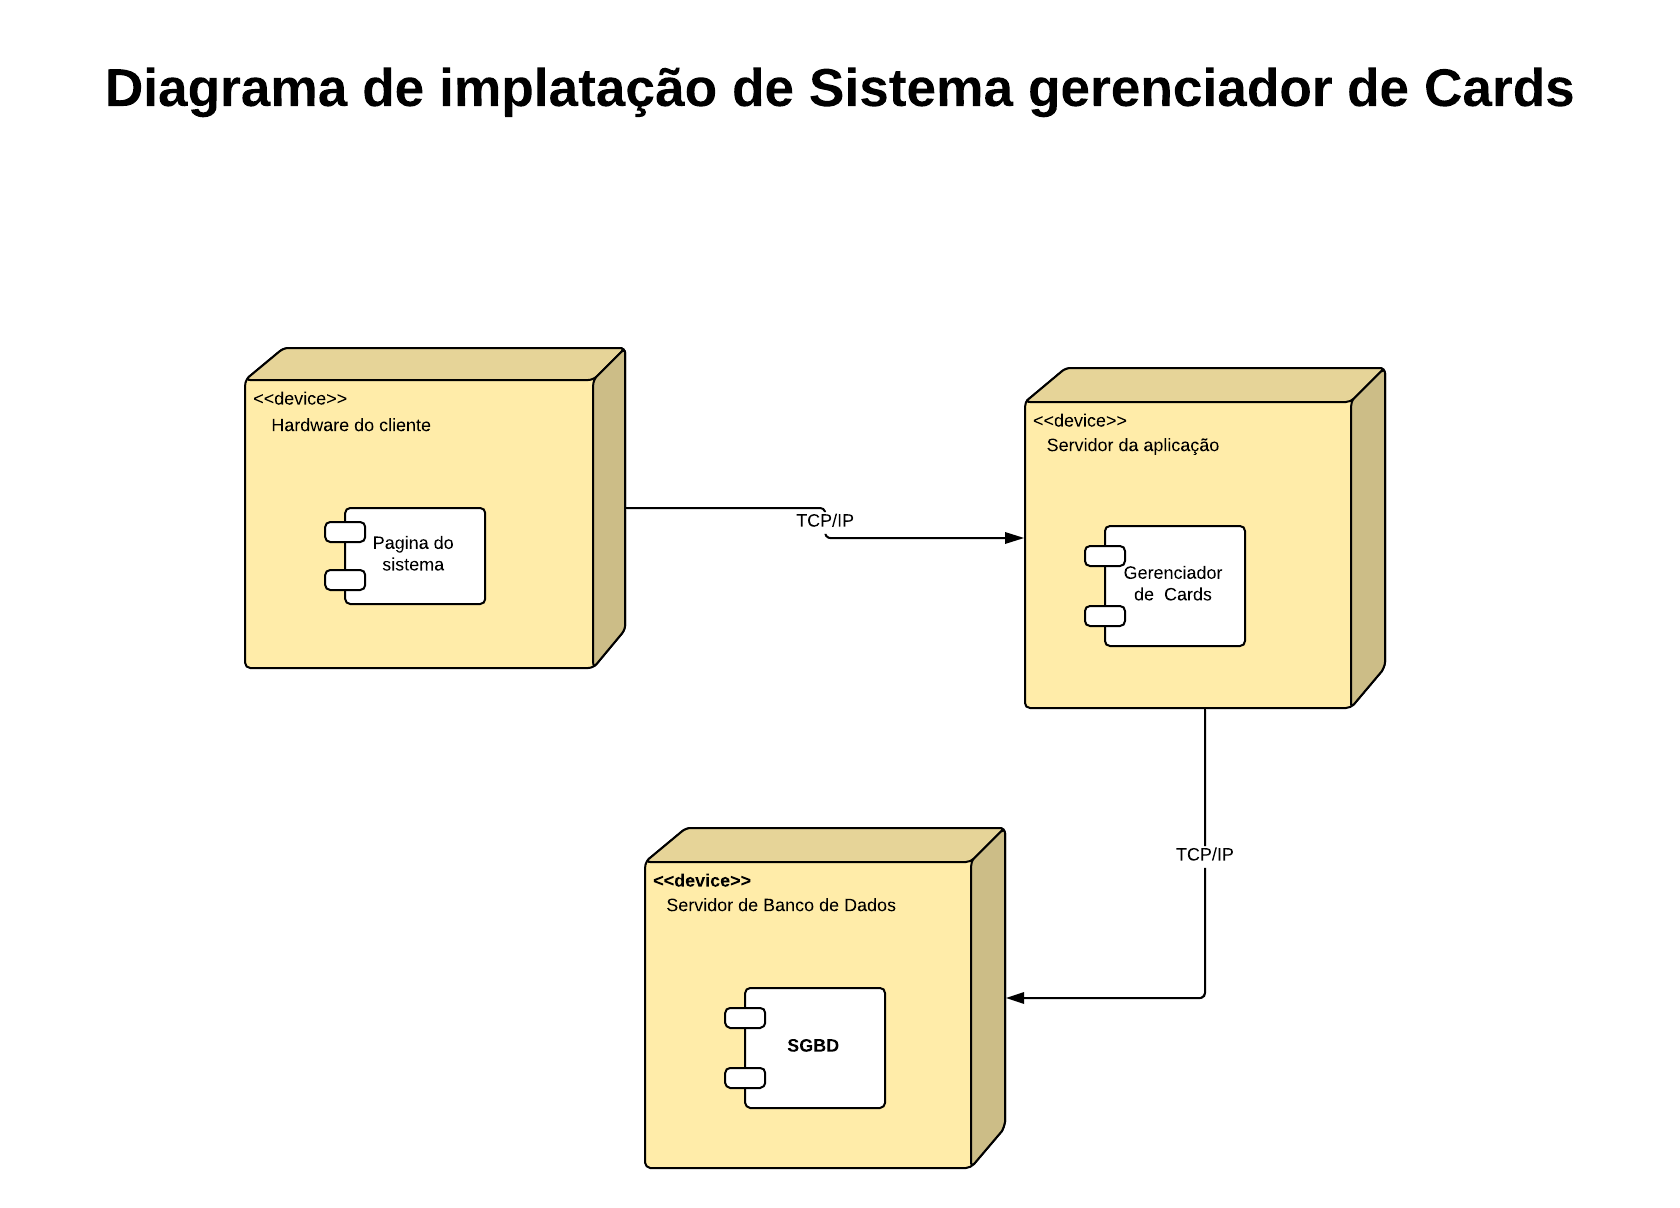 Diagrama de implatação de Sistema gerenciador de Cards
<<device>>
Hardware do cliente
Pagina do
sistema
TCP/IP
<<device>>
Servidor da aplicação
Gerenciador
de  Cards
TCP/IP
<<device>>
Servidor de Banco de Dados
SGBD